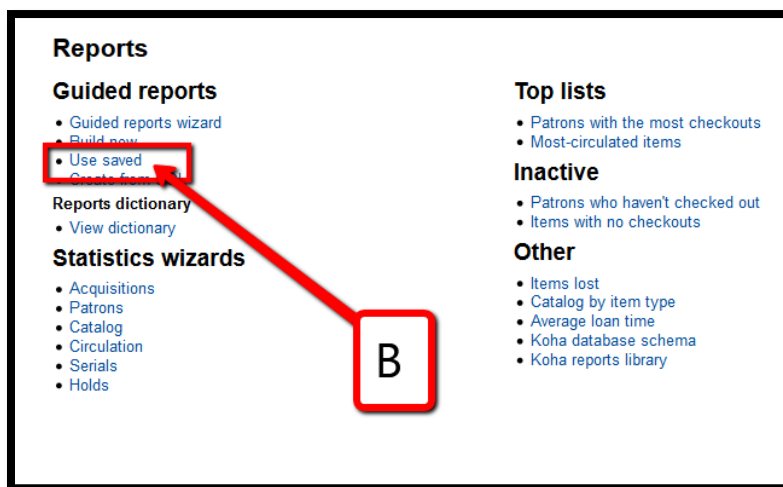 Reports
Guided reports
Guided reports wizard
Build now
Use saved
Create from
Reports dictionary
View dictionary
Statistics wizards
Acquisitions
Patrons
Catalog
Circulation
Serials
Holds
B
Top lists
Patrons with the most checkouts
Most-circulated items
Inactive
Patrons who haven't checked out
Items with no checkouts
Other
Items lost
Catalog by item type
Average loan time
Koha database schema
Koha reports library